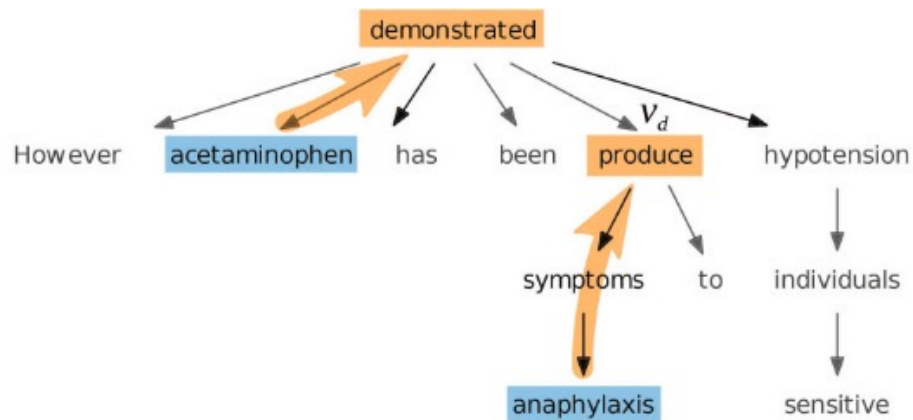 demonstrated
v_d
However acetaminophen has been produce hypotension
symptoms to individuals
anaphylaxis sensitive